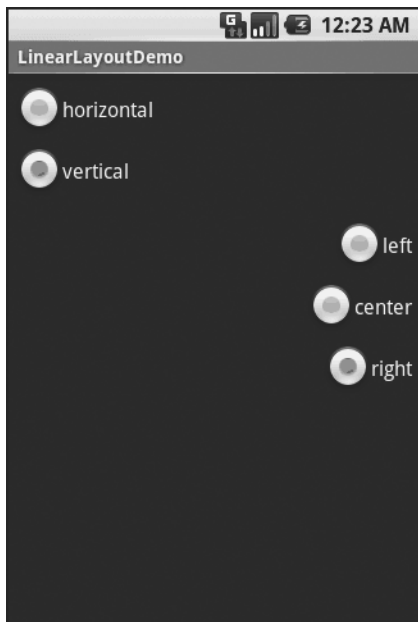 G 12:23 AM
LinearLayoutDemo
horizontal
vertical
left
center
right